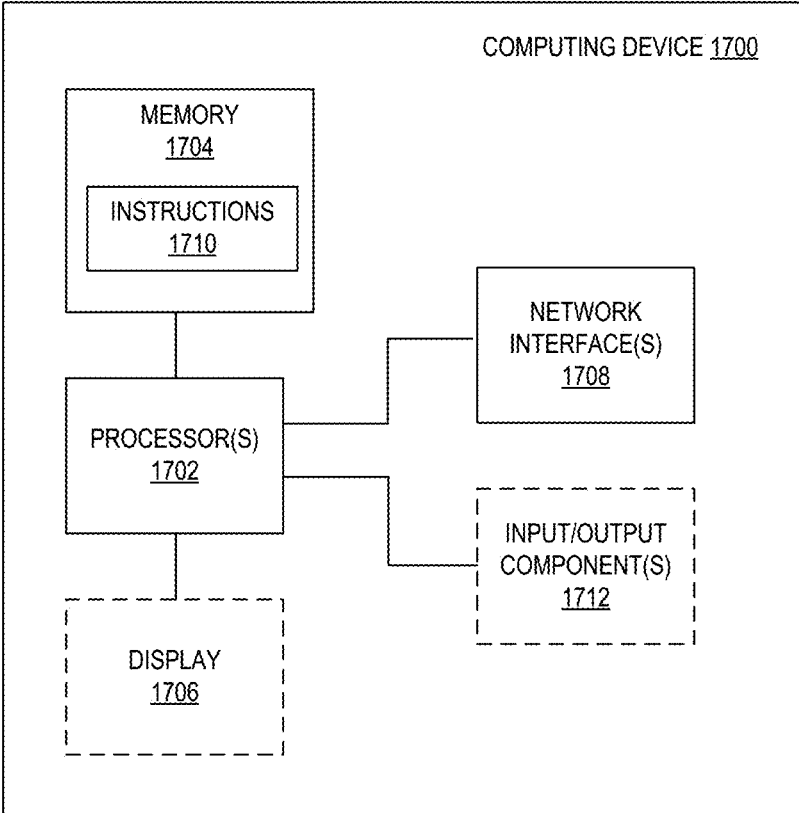 COMPUTING DEVICE 1700
MEMORY
1704
INSTRUCTIONS
1710
NETWORK
INTERFACE(S)
1708
PROCESSOR(S)
1702
INPUT/OUTPUT
COMPONENT(S)
1712
DISPLAY
1706